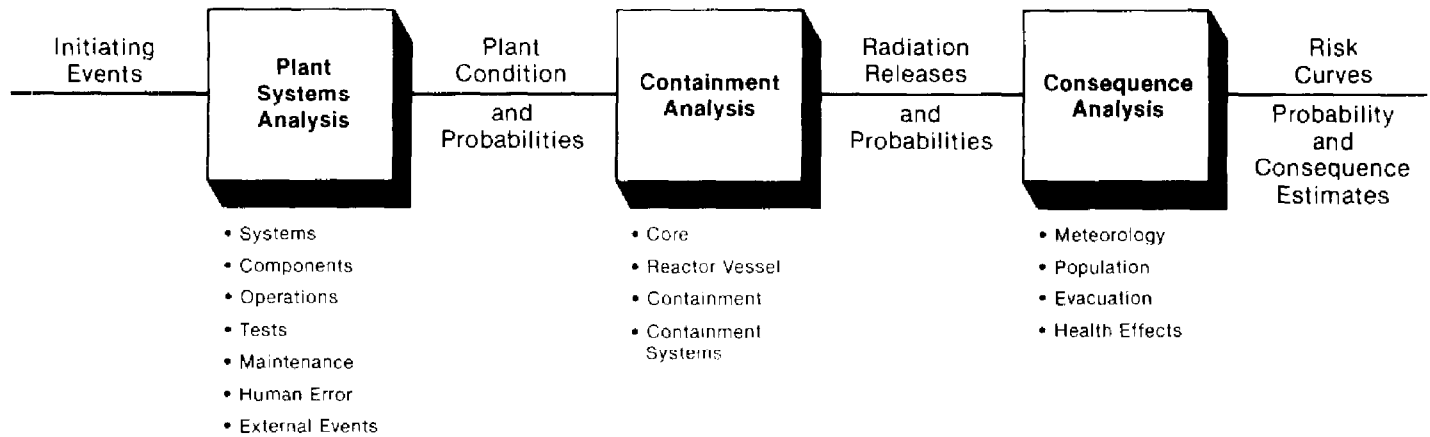 Initiating
Events
Plant
Systems
Analysis
Plant
Condition
and
Probabilities
Containment
Analysis
Radiation
Releases
and
Probabilities
Consequence
Analysis
Risk
Curves
Probability
and
Consequence
Estimates
• Systems
• Components
• Operations
• Tests
• Maintenance
• Human Error
• External Events
• Core
• Reactor Vessel
• Containment
• Containment
Systems
• Meteorology
• Population
• Evacuation
• Health Effects